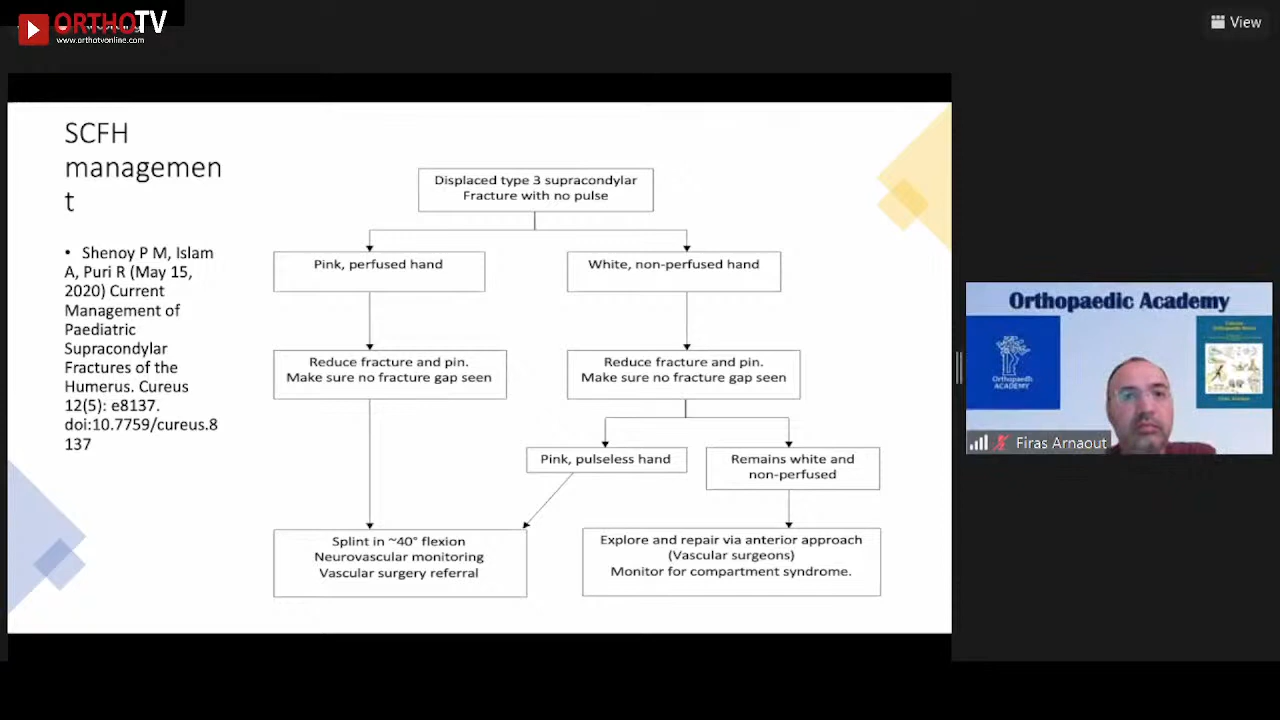 ORTHOTV
www.orthotvonline.com
View
SCFH
managemen
t
• Shenoy P M, Islam
A, Puri R (May 15,
2020) Current
Management of
Paediatric
Supracondylar
Fractures of the
Humerus. Cureus
12(5): e8137.
doi:10.7759/cureus.8
137
Displaced type 3 supracondylar
Fracture with no pulse
Pink, perfused hand
White, non-perfused hand
Reduce fracture and pin.
Make sure no fracture gap seen
Reduce fracture and pin.
Make sure no fracture gap seen
Pink, pulseless hand
Remains white and
non-perfused
Splint in ~40° flexion
Neurovascular monitoring
Vascular surgery referral
Explore and repair via anterior approach
(Vascular surgeons)
Monitor for compartment syndrome.
Orthopaedic Academy
Orthopaedic
ACADEMY
Firas Arnaout